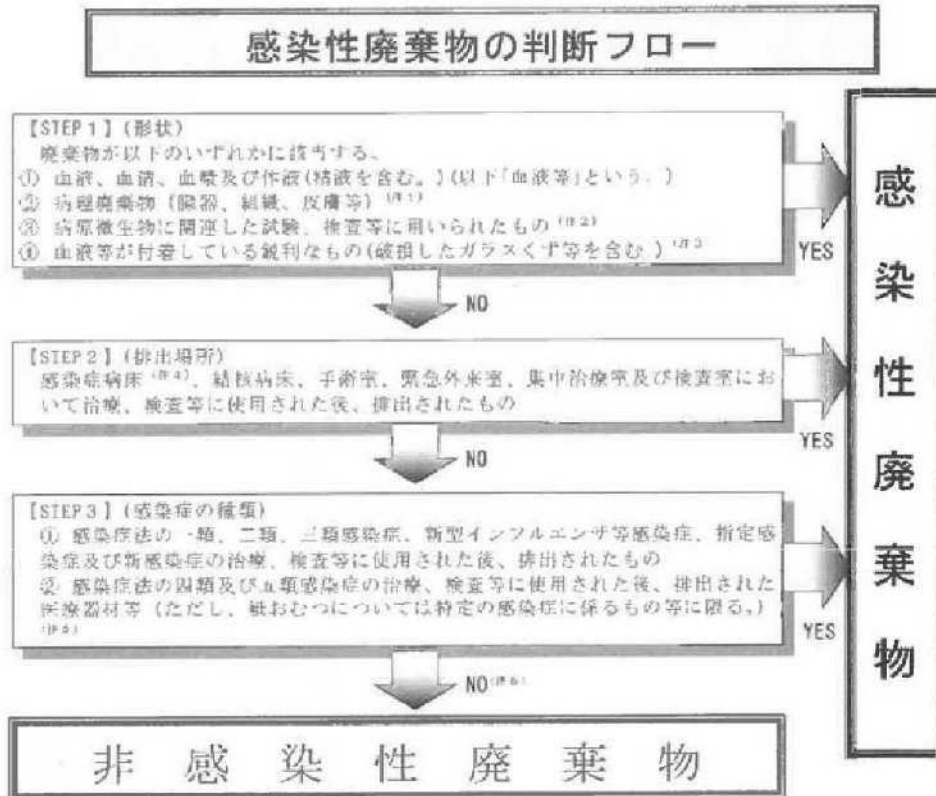 感染性廃棄物の判断フロー
【STEP1】(形状)
廃棄物が以下のいずれかに該当する、
① 血液、血清、血漿及び体液(精液を含む。)(以下「血液等」という。)
② 病理廃棄物(臓器、組織、皮膚等)(注1)
③ 病原微生物に関連した試験、検査等に用いられたもの(注2)
④ 血液等が付着している鋭利なもの(破損したガラスくず等を含む)(注3)
YES
NO
【STEP2】(排出場所)
感染症病床(注4)、結核病床、手術室、緊急外来室、集中治療室及び検査室にお
いて治療、検査等に使用された後、排出されたもの
YES
NO
【STEP3】(感染症の種類)
① 感染症法の一類、二類、三類感染症、新型インフルエンザ等感染症、指定感
染症及び新感染症の治療、検査等に使用された後、排出されたもの
② 感染症法の四類及び五類感染症の治療、検査等に使用された後、排出された
医療器材等(ただし、紙おむつについては特定の感染症に係るもの等に限る。)
(注5)
YES
NO(注6)
非感染性廃棄物
感染性廃棄物